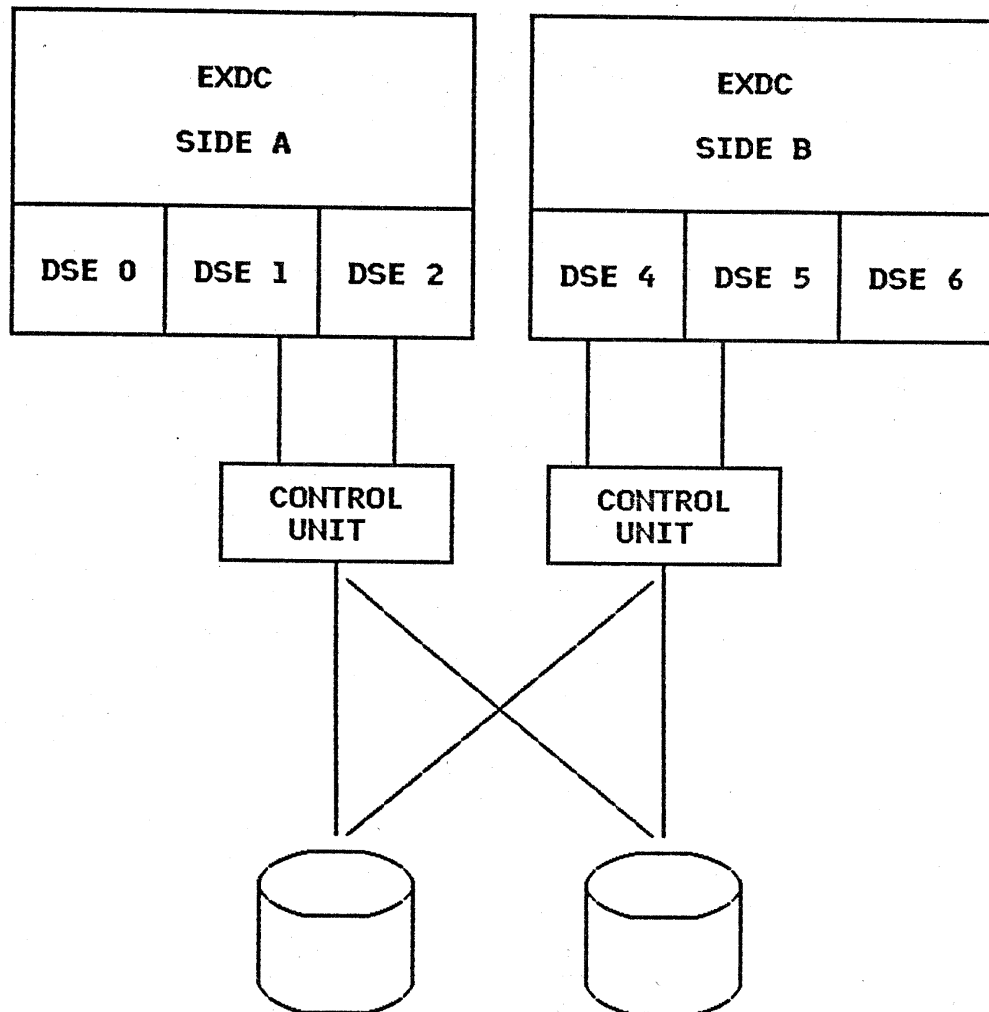 EXDC
SIDE A
DSE 0
DSE 1
DSE 2
EXDC
SIDE B
DSE 4
DSE 5
DSE 6
CONTROL
UNIT
CONTROL
UNIT